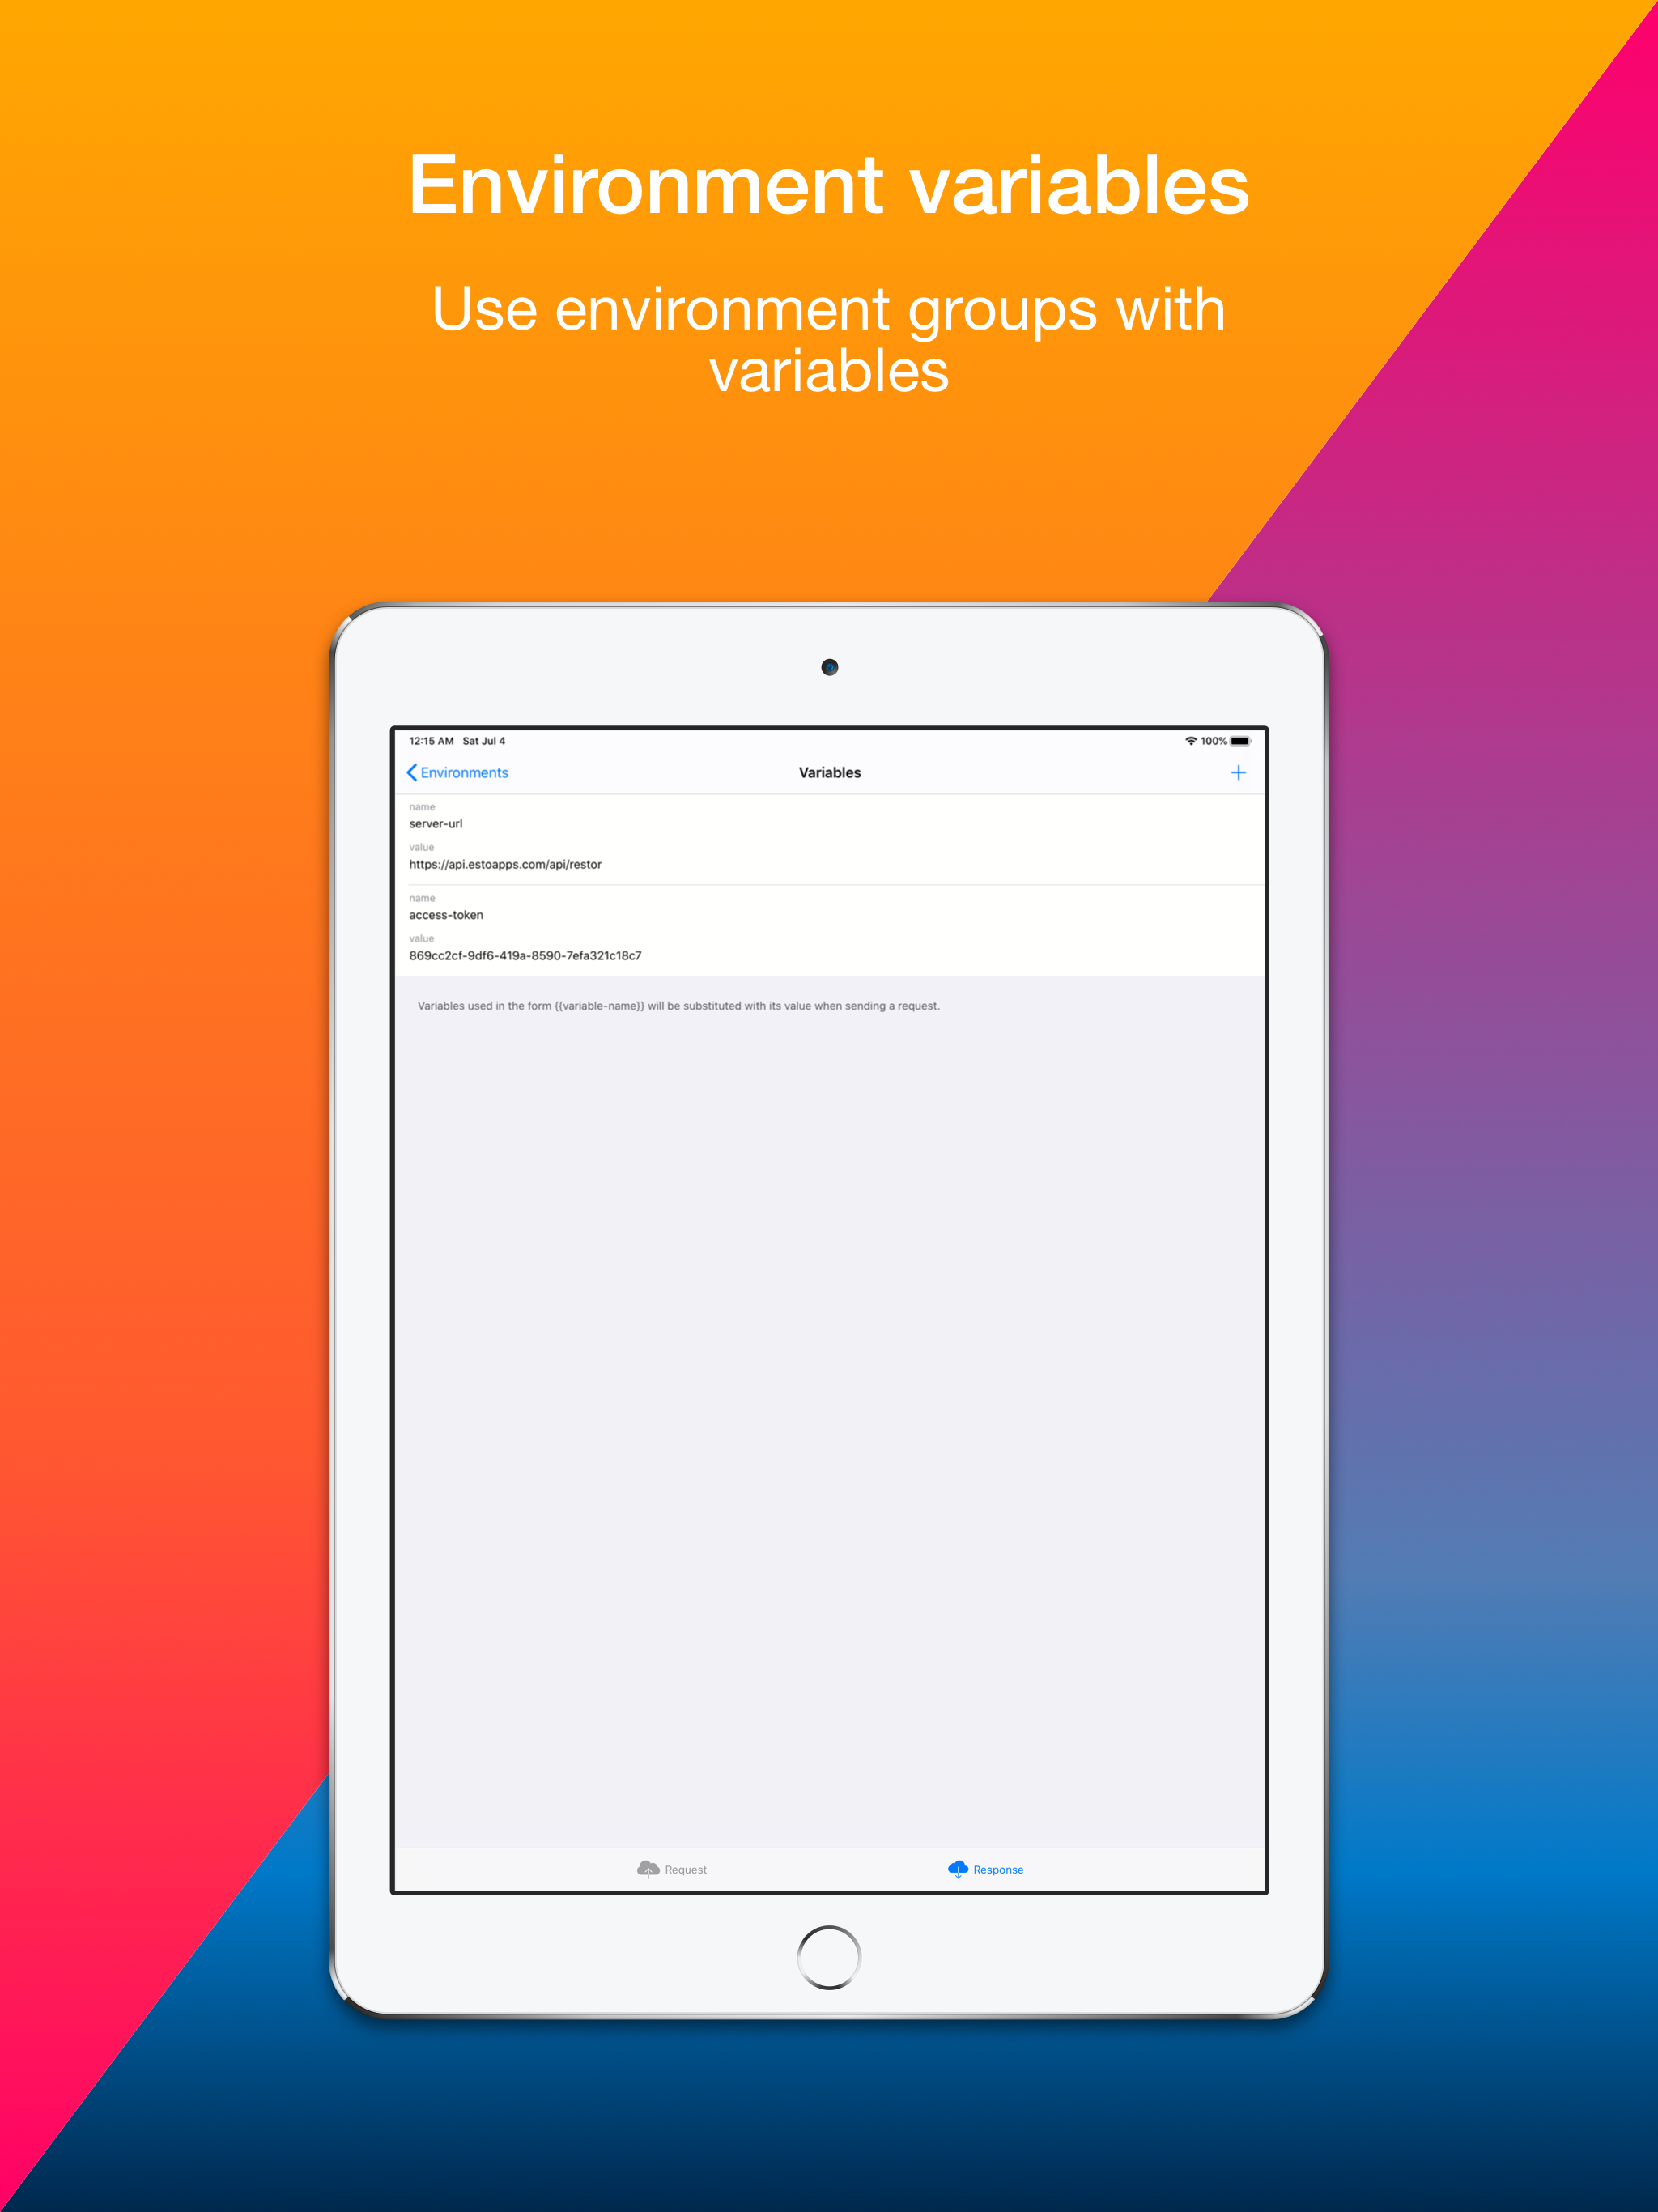 Environment variables
Use environment groups with
variables
12:15 AM Sat Jul 4
100%
Environments
Variables
name
server-url
value
https://api.estoapps.com/api/restor
name
access-token
value
869cc2cf-9df6-419a-8590-7efa321c18c7
Variables used in the form {{variable-name}} will be substituted with its value when sending a request.
Request
Response